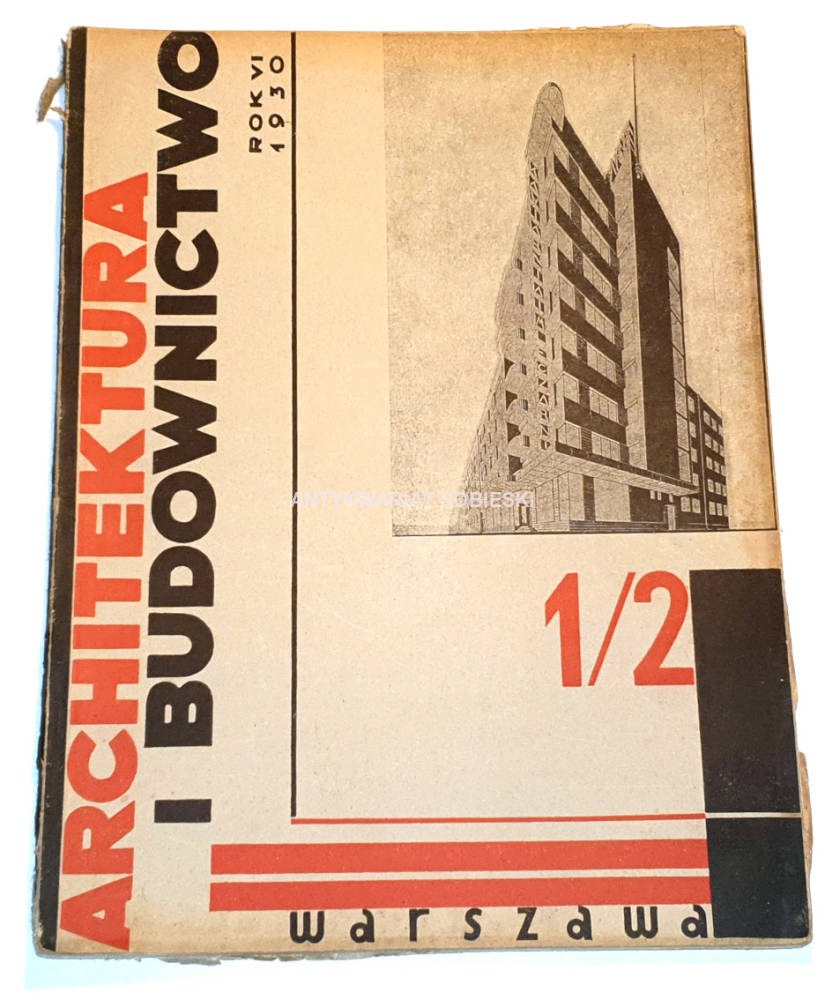 ARCHITEKTURA
I BUDOWNICTWO
ROK VI
1930
ANTYKWARIAT SOBIESKI
1/2
warszawa